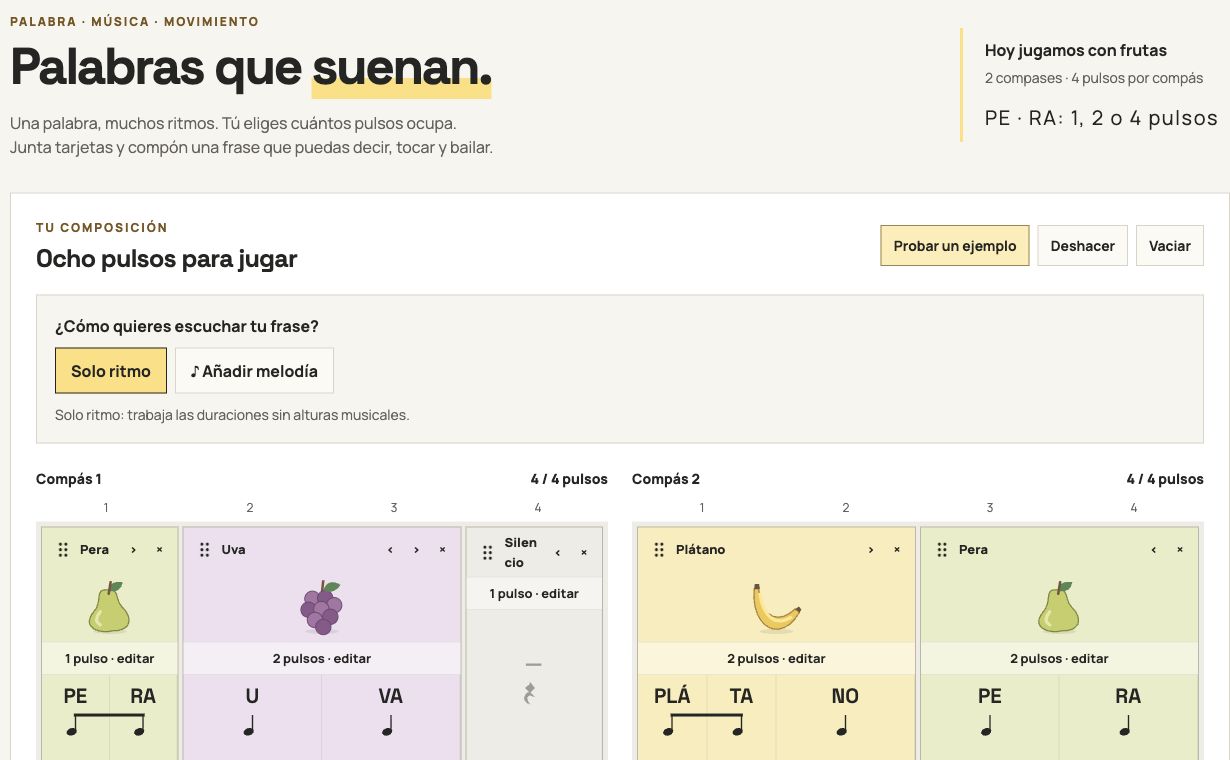 PALABRA · MÚSICA · MOVIMIENTO
Palabras que suenan.
Una palabra, muchos ritmos. Tú eliges cuántos pulsos ocupa.
Junta tarjetas y compón una frase que puedas decir, tocar y bailar.
Hoy jugamos con frutas
2 compases · 4 pulsos por compás
PE · RA: 1, 2 o 4 pulsos
TU COMPOSICIÓN
Ocho pulsos para jugar
Probar un ejemplo
Deshacer
Vaciar
¿Cómo quieres escuchar tu frase?
Solo ritmo
♪ Añadir melodía
Solo ritmo: trabaja las duraciones sin alturas musicales.
Compás 1
4 / 4 pulsos
1 2 3 4
Pera › ×
1 pulso · editar
PE RA
Uva ‹ › ×
2 pulsos · editar
U VA
Silen
cio ‹ ×
1 pulso · editar
Compás 2
4 / 4 pulsos
1 2 3 4
Plátano › ×
2 pulsos · editar
PLÁ TA NO
Pera ‹ ×
2 pulsos · editar
PE RA